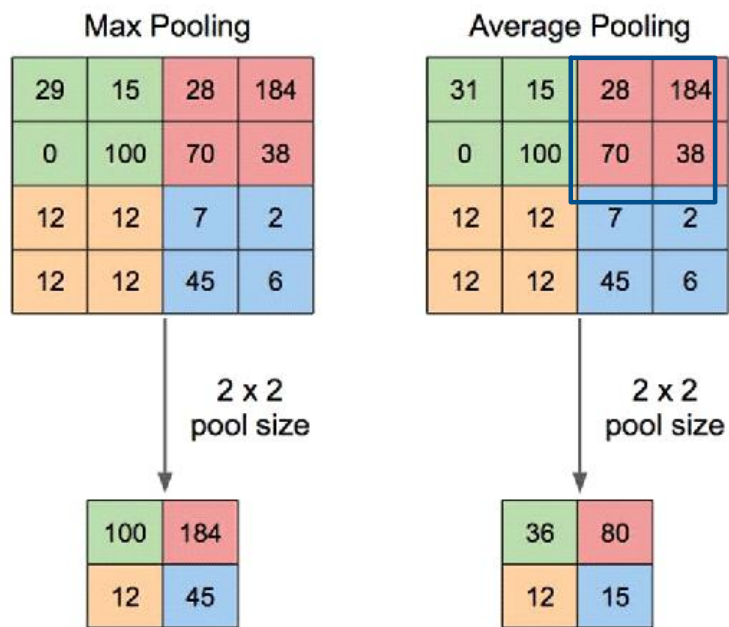 Max Pooling
29 15 28 184
0 100 70 38
12 12 7 2
12 12 45 6
2 x 2
pool size
100 184
12 45
Average Pooling
31 15 28 184
0 100 70 38
12 12 7 2
12 12 45 6
2 x 2
pool size
36 80
12 15